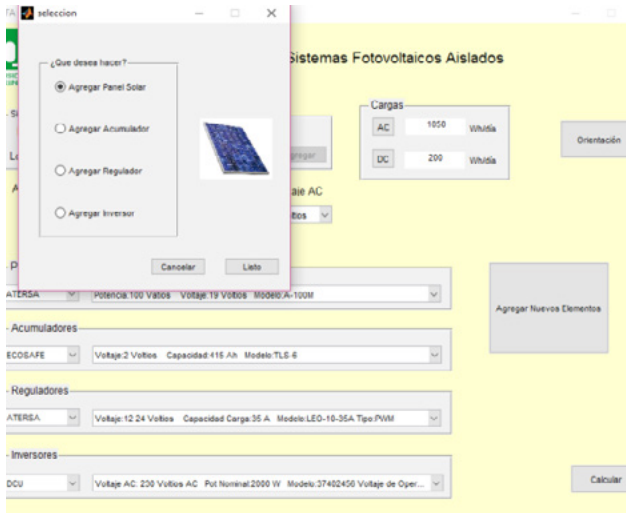 seleccion
Sistemas Fotovoltaicos Aislados
¿Que desea hacer?
Agregar Panel Solar
Agregar Acumulador
Agregar Regulador
Agregar Inversor
Cancelar
Listo
Cargas
AC 1050 Wh/día
DC 200 Wh/día
Orientación
AC
ATERSA Potencia:100 Vatios Voltaje:19 Voltios Modelo:A-100M
Agregar Nuevos Elementos
Acumuladores
ECOSAFE Voltaje:2 Voltios Capacidad:415 Ah Modelo:TLS-6
Reguladores
ATERSA Voltaje:12 24 Voltios Capacidad Carga:35 A Modelo:LEO-10-35A Tipo:PWM
Inversores
DCU Voltaje AC: 230 Voltios AC Pot Nominal:2000 W Modelo:37402456 Voltaje de Oper...
Calcular